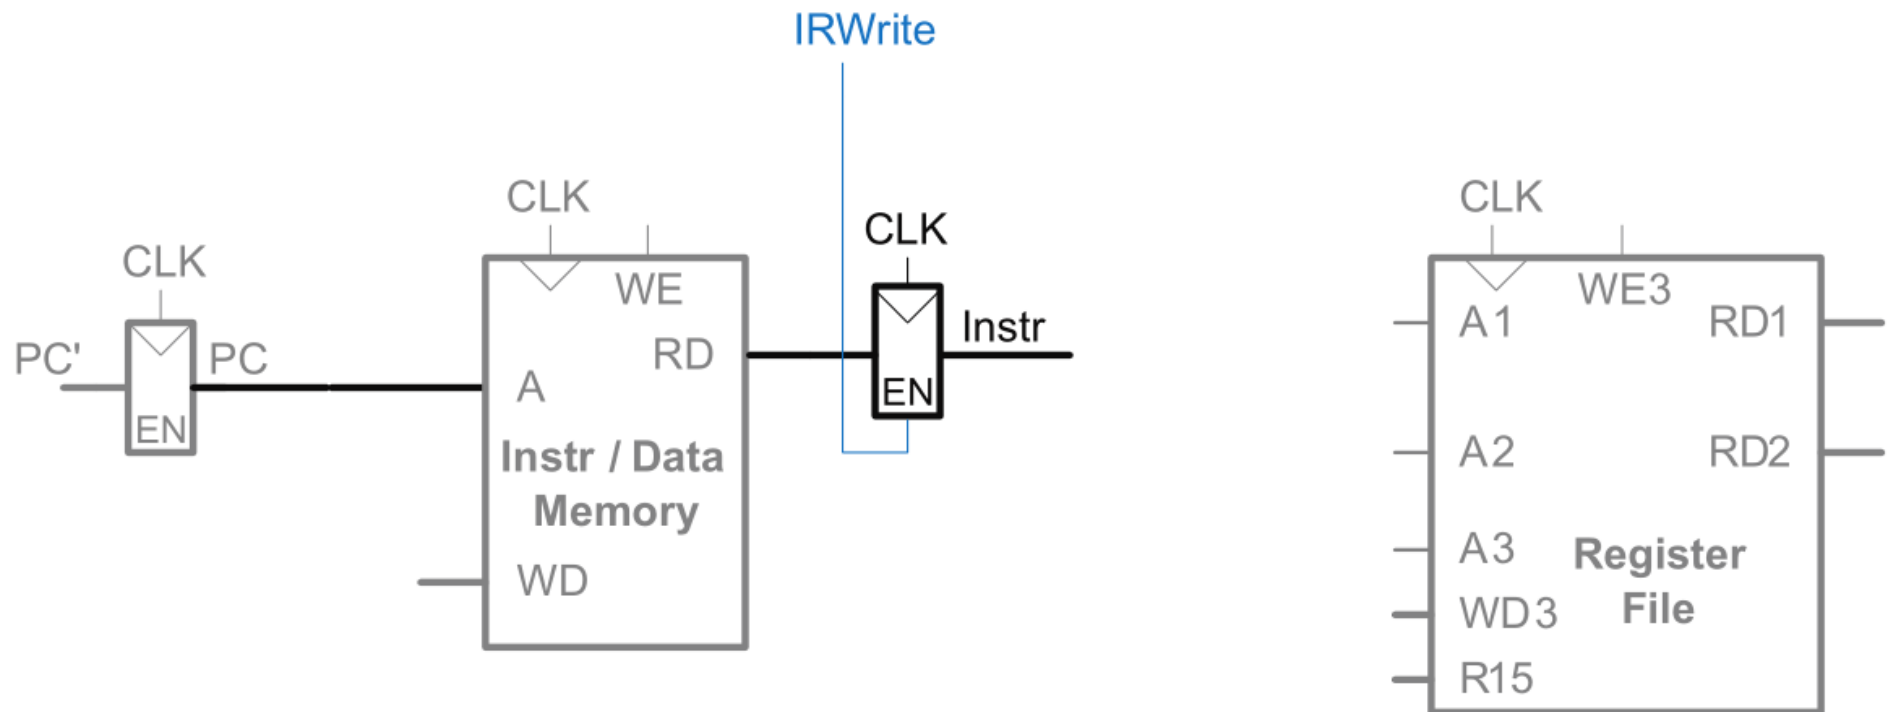 IRWrite
CLK
CLK
CLK
CLK
WE
WE3
A1
RD1
Instr
RD
PC'
PC
A
EN
EN
Instr / Data
Memory
A2
RD2
A3
Register
File
WD
WD3
R15